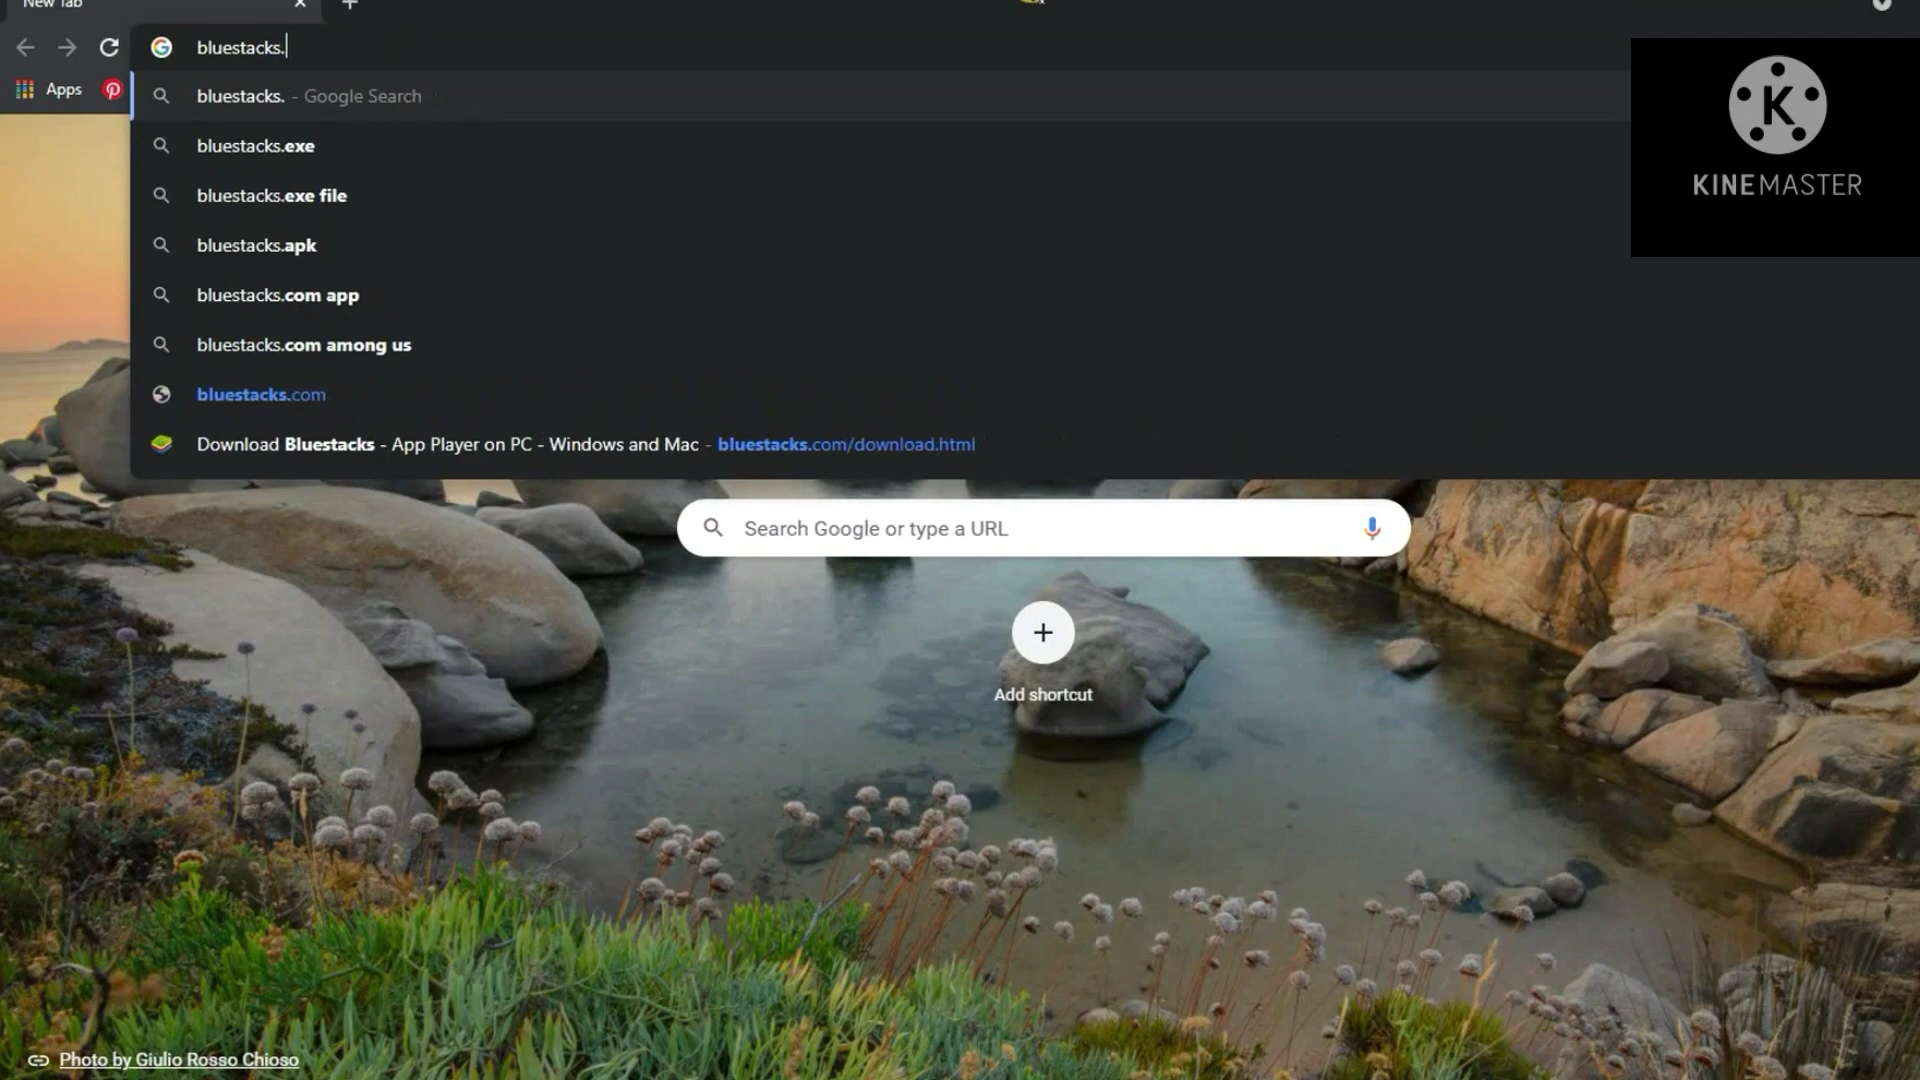 New Tab
bluestacks.
Apps
bluestacks. - Google Search
bluestacks.exe
bluestacks.exe file
bluestacks.apk
bluestacks.com app
bluestacks.com among us
bluestacks.com
Download Bluestacks - App Player on PC - Windows and Mac - bluestacks.com/download.html
KINEMASTER
Search Google or type a URL
Add shortcut
Photo by Giulio Rosso Chioso